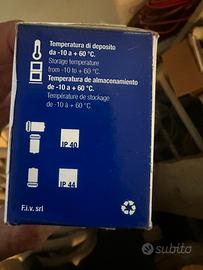 Temperatura di deposito
da -10 a + 60 °C.
Storage temperature
from -10 to + 60 °C.
Temperatura de almacenamiento
de -10 a + 60 °C.
Température de stockage
de -10 à + 60 °C.
IP 40
IP 44
F.i.v. srl
subito